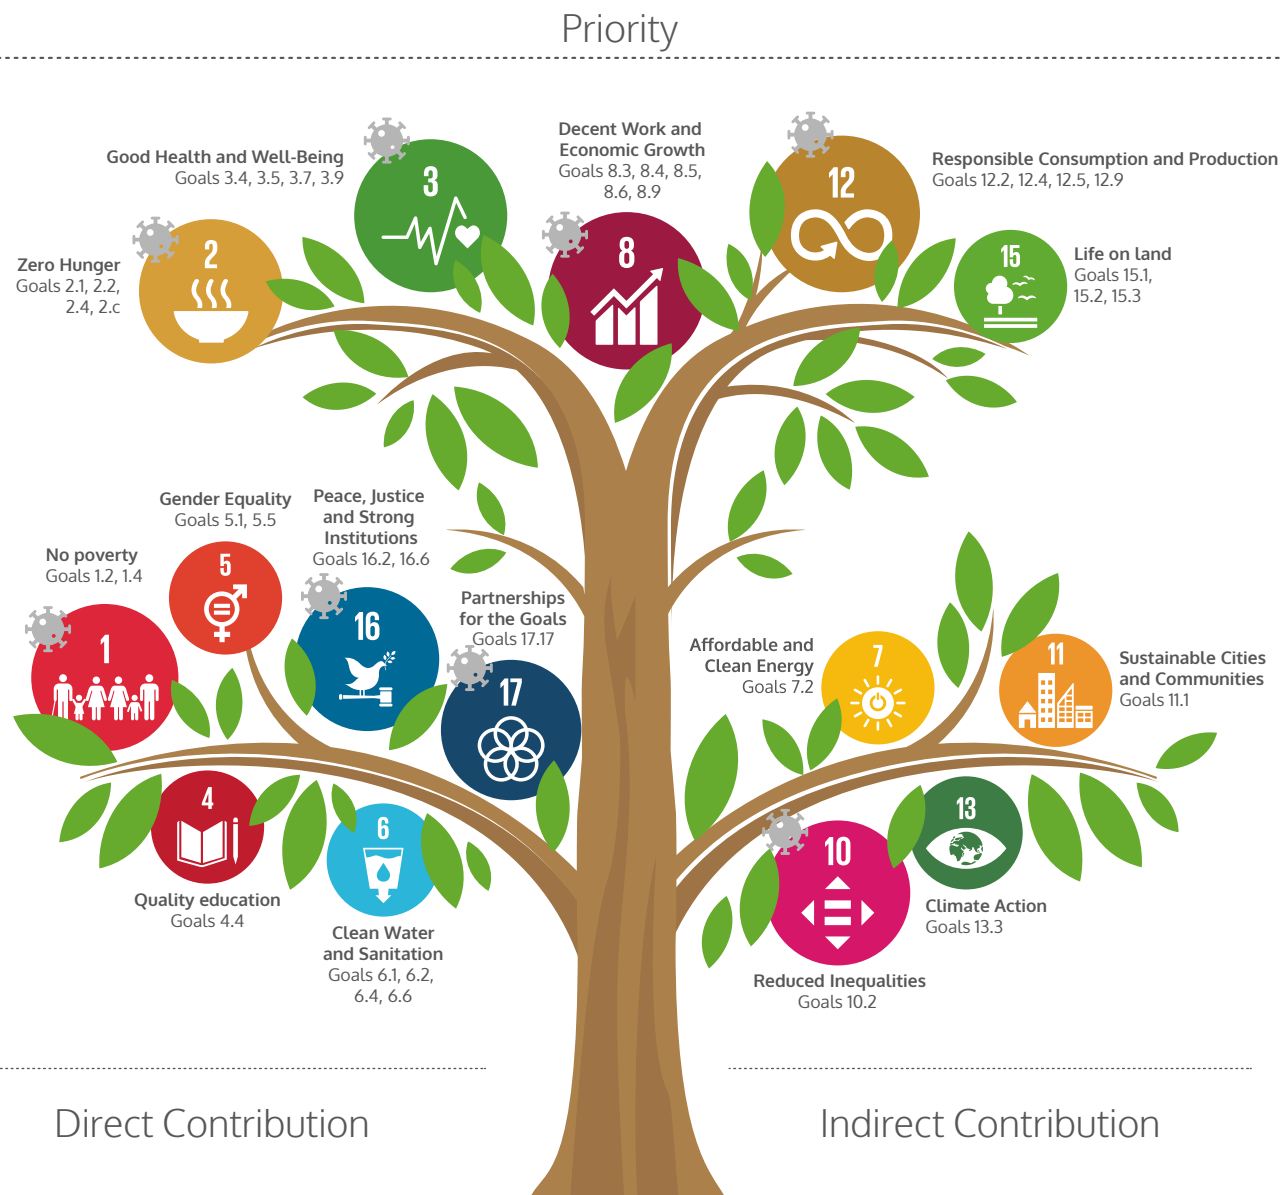 Priority
Decent Work and
Economic Growth
Goals 8.3, 8.4, 8.5,
8.6, 8.9
8
Good Health and Well-Being
Goals 3.4, 3.5, 3.7, 3.9
3
12
Responsible Consumption and Production
Goals 12.2, 12.4, 12.5, 12.9
Zero Hunger
Goals 2.1, 2.2,
2.4, 2.c
2
15
Life on land
Goals 15.1,
15.2, 15.3
Gender Equality
Goals 5.1, 5.5
5
Peace, Justice
and Strong
Institutions
Goals 16.2, 16.6
16
No poverty
Goals 1.2, 1.4
1
Partnerships
for the Goals
Goals 17.17
17
Affordable and
Clean Energy
Goals 7.2
7
11
Sustainable Cities
and Communities
Goals 11.1
4
Quality education
Goals 4.4
6
Clean Water
and Sanitation
Goals 6.1, 6.2,
6.4, 6.6
10
Reduced Inequalities
Goals 10.2
13
Climate Action
Goals 13.3
Direct Contribution
Indirect Contribution